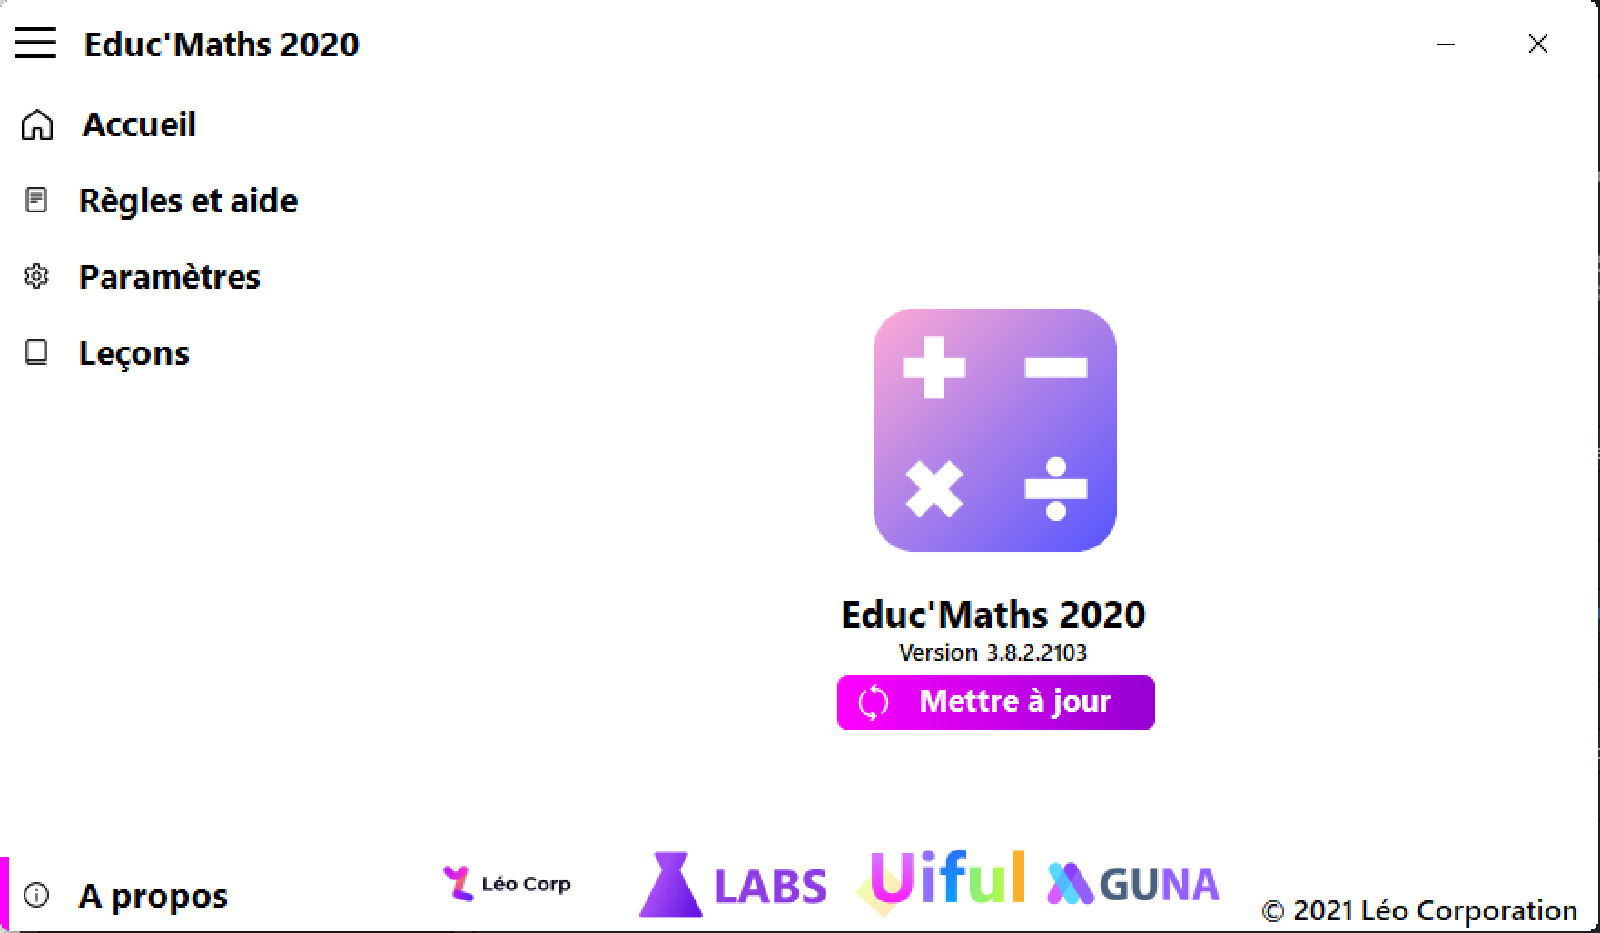 Educ'Maths 2020
Accueil
Règles et aide
Paramètres
Leçons
Educ'Maths 2020
Version 3.8.2.2103
Mettre à jour
A propos
Léo Corp
LABS
Uiful
GUNA
© 2021 Léo Corporation